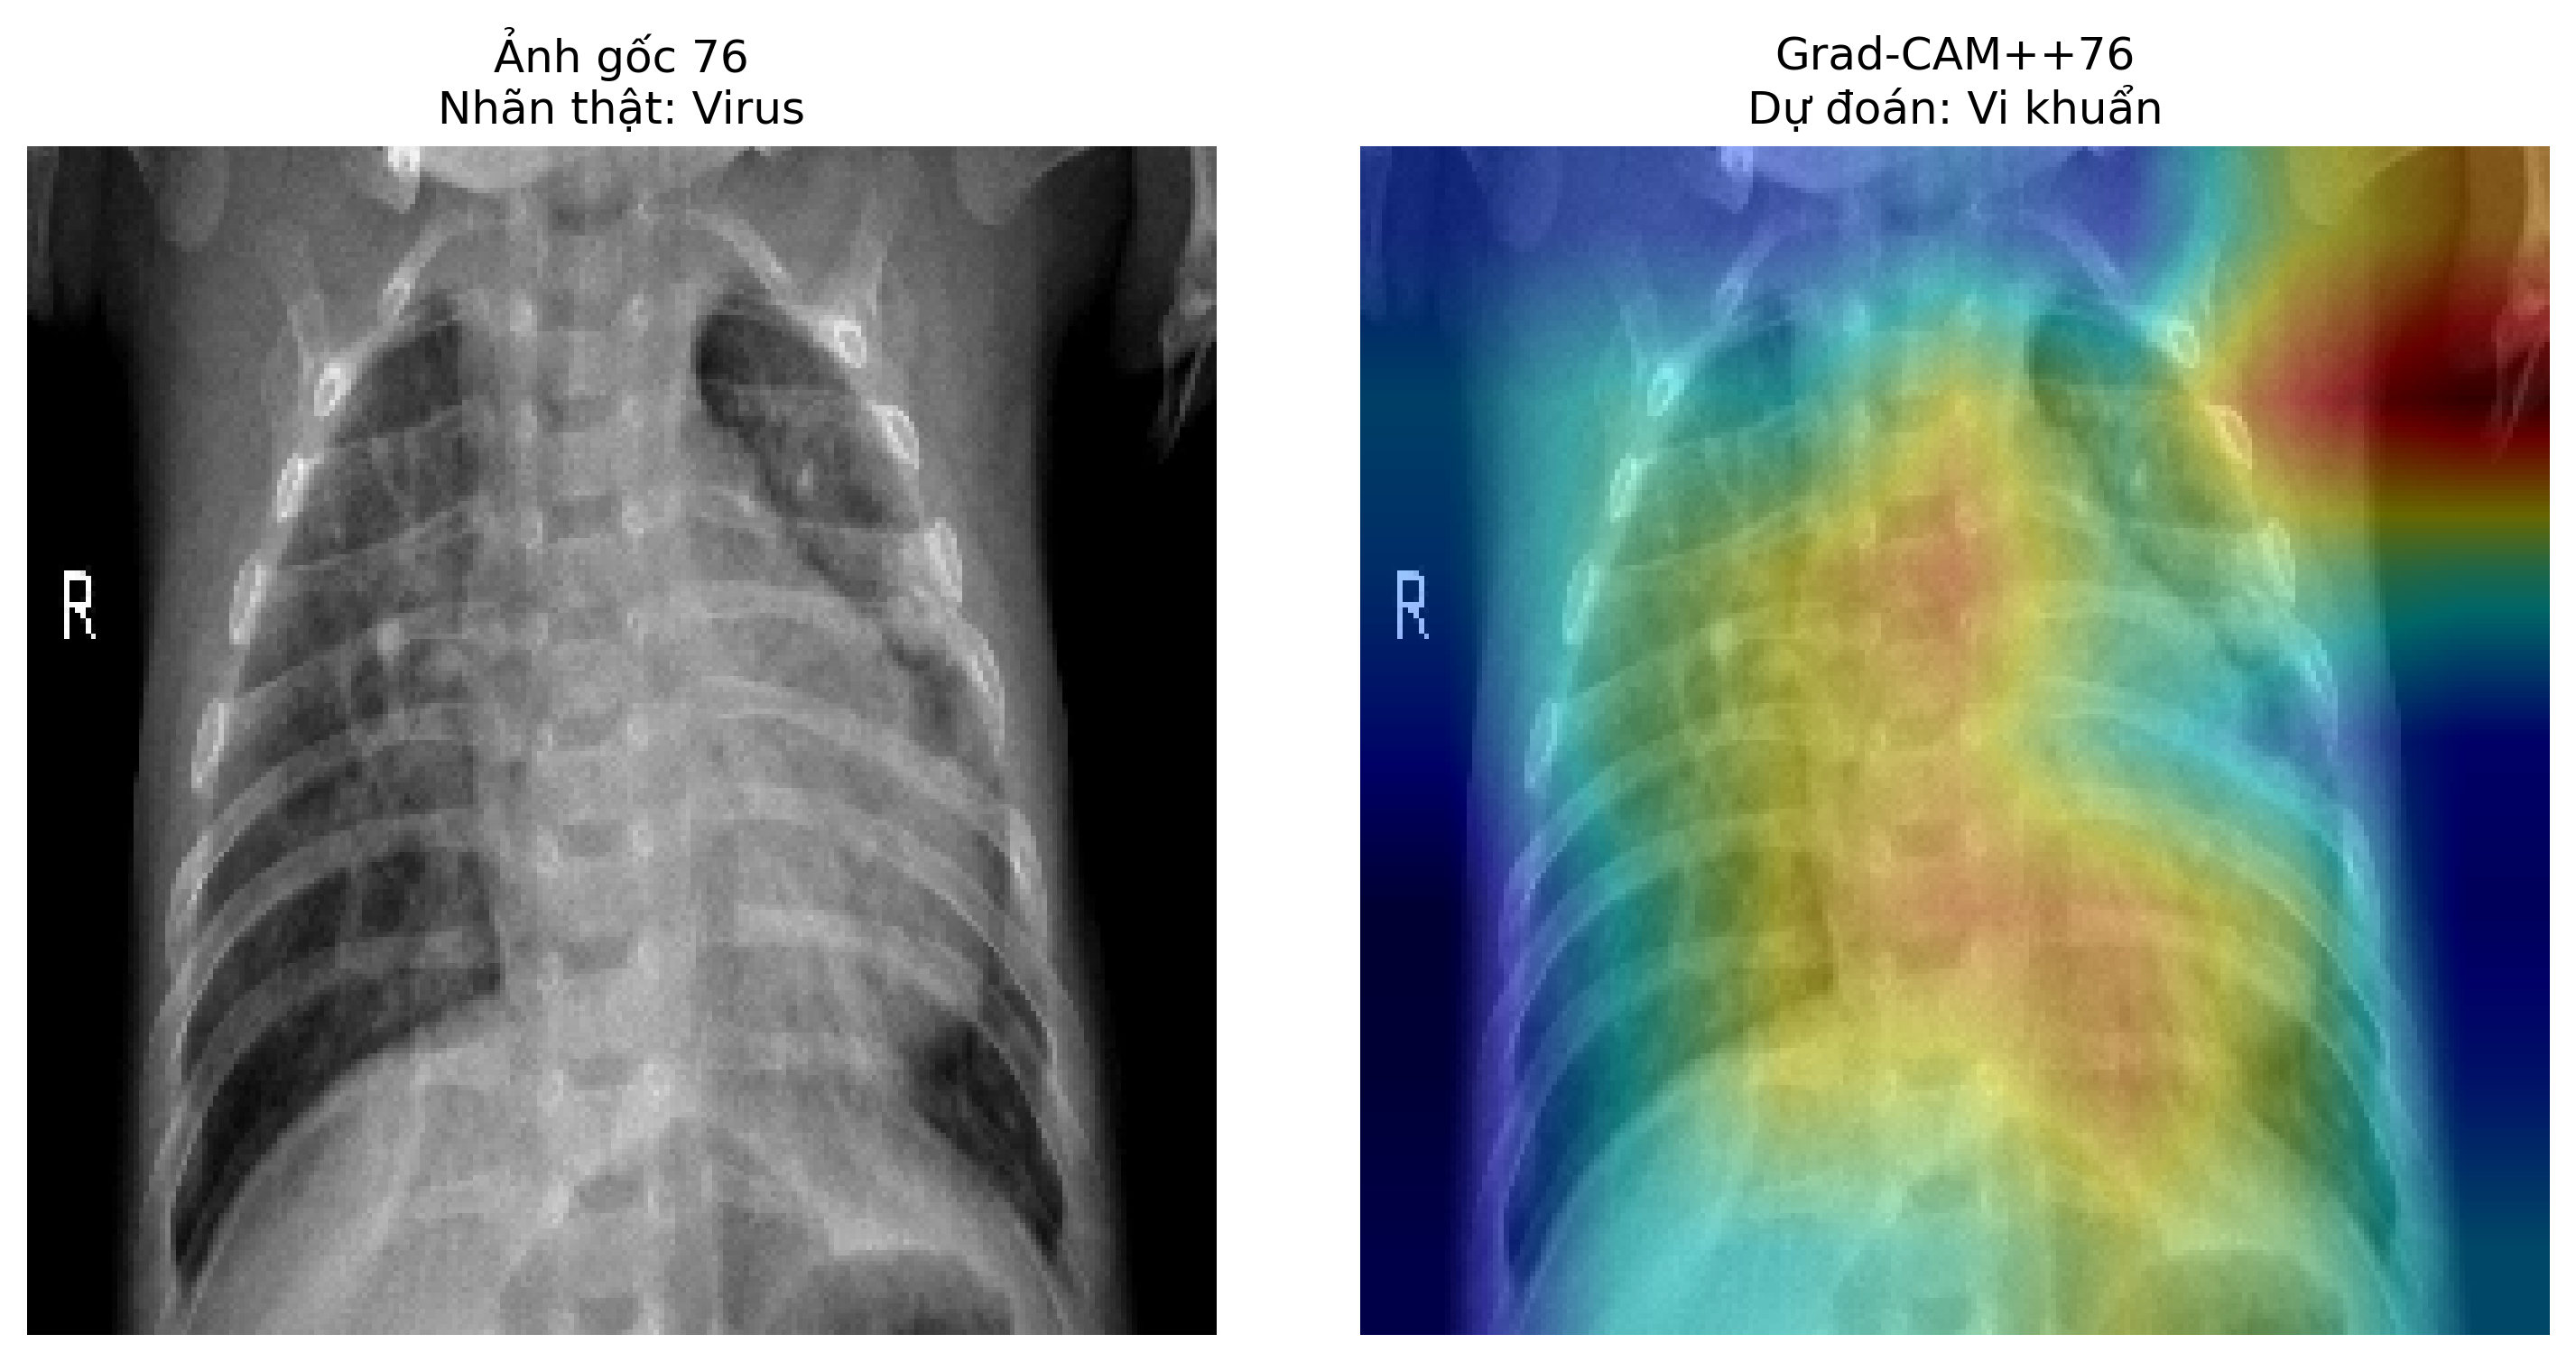 Ảnh gốc 76
Nhãn thật: Virus
Grad-CAM++76
Dự đoán: Vi khuẩn
R
R